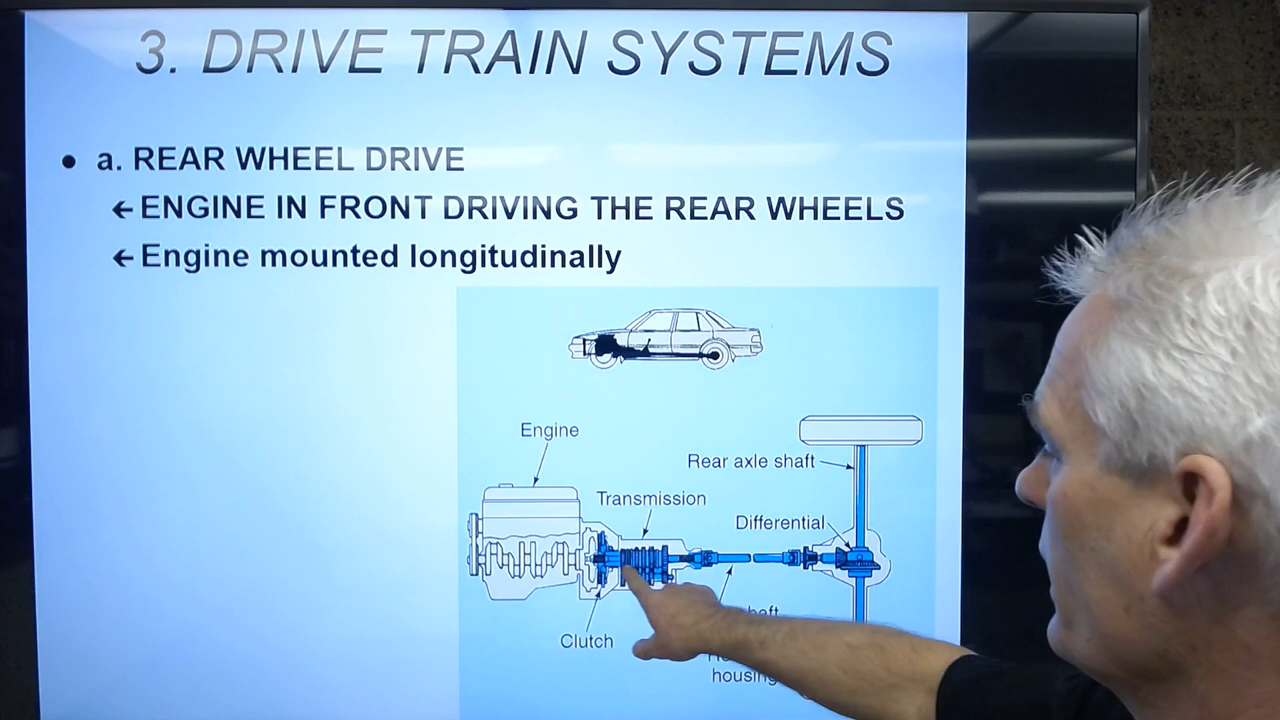 3. DRIVE TRAIN SYSTEMS
• a. REAR WHEEL DRIVE
← ENGINE IN FRONT DRIVING THE REAR WHEELS
← Engine mounted longitudinally
Engine
Rear axle shaft
Transmission
Differential
Clutch
housing